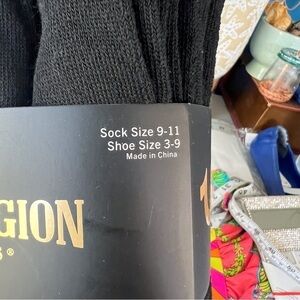 Sock Size 9-11
Shoe Size 3-9
Made in China
GION
S®